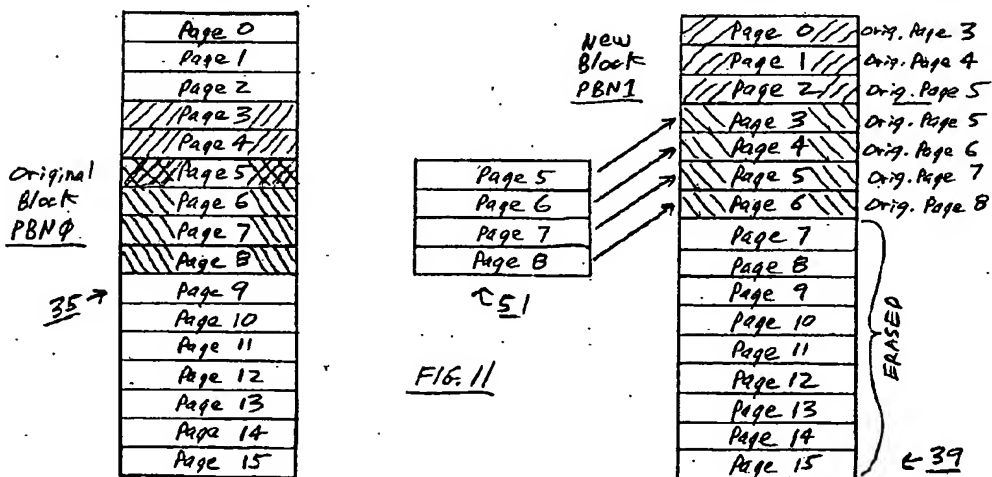 Original
Block
PBN0
35
Page 0
Page 1
Page 2
Page 3
Page 4
Page 5
Page 6
Page 7
Page 8
Page 9
Page 10
Page 11
Page 12
Page 13
Page 14
Page 15
Page 5
Page 6
Page 7
Page 8
51
FIG. 11
New
Block
PBN1
Page 0 orig. Page 3
Page 1 orig. Page 4
Page 2 orig. Page 5
Page 3 orig. Page 5
Page 4 orig. Page 6
Page 5 orig. Page 7
Page 6 orig. Page 8
Page 7
Page 8
Page 9
Page 10
Page 11
Page 12
Page 13
Page 14
Page 15
ERASED
39